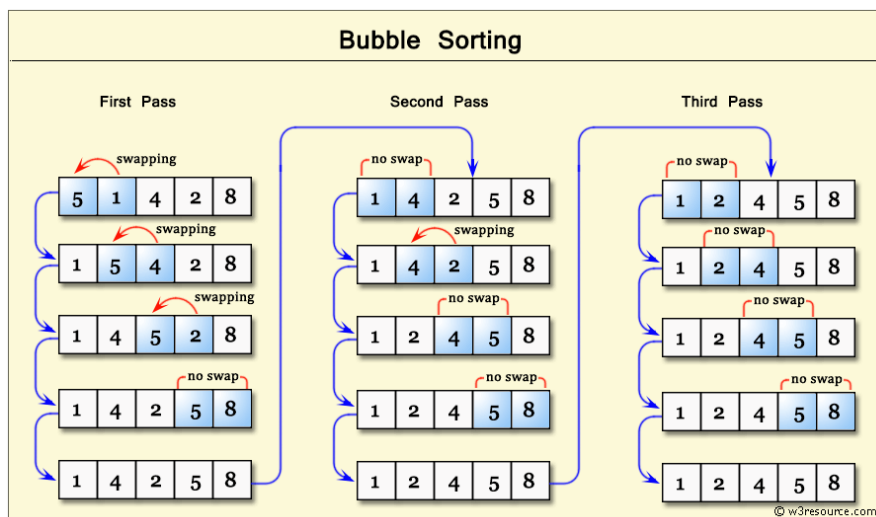 Bubble Sorting
First Pass
swapping
5 1 4 2 8
swapping
1 5 4 2 8
swapping
1 4 5 2 8
no swap
1 4 2 5 8
1 4 2 5 8
Second Pass
no swap
1 4 2 5 8
swapping
1 4 2 5 8
no swap
1 2 4 5 8
no swap
1 2 4 5 8
1 2 4 5 8
Third Pass
no swap
1 2 4 5 8
no swap
1 2 4 5 8
no swap
1 2 4 5 8
no swap
1 2 4 5 8
1 2 4 5 8
© w3resource.com